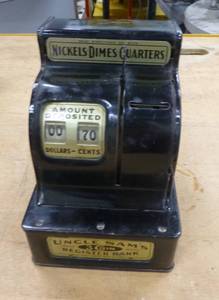 NICKELS DIMES QUARTERS
AMOUNT
DEPOSITED
00 70
DOLLARS-CENTS
UNCLE SAM'S
REGISTER BANK